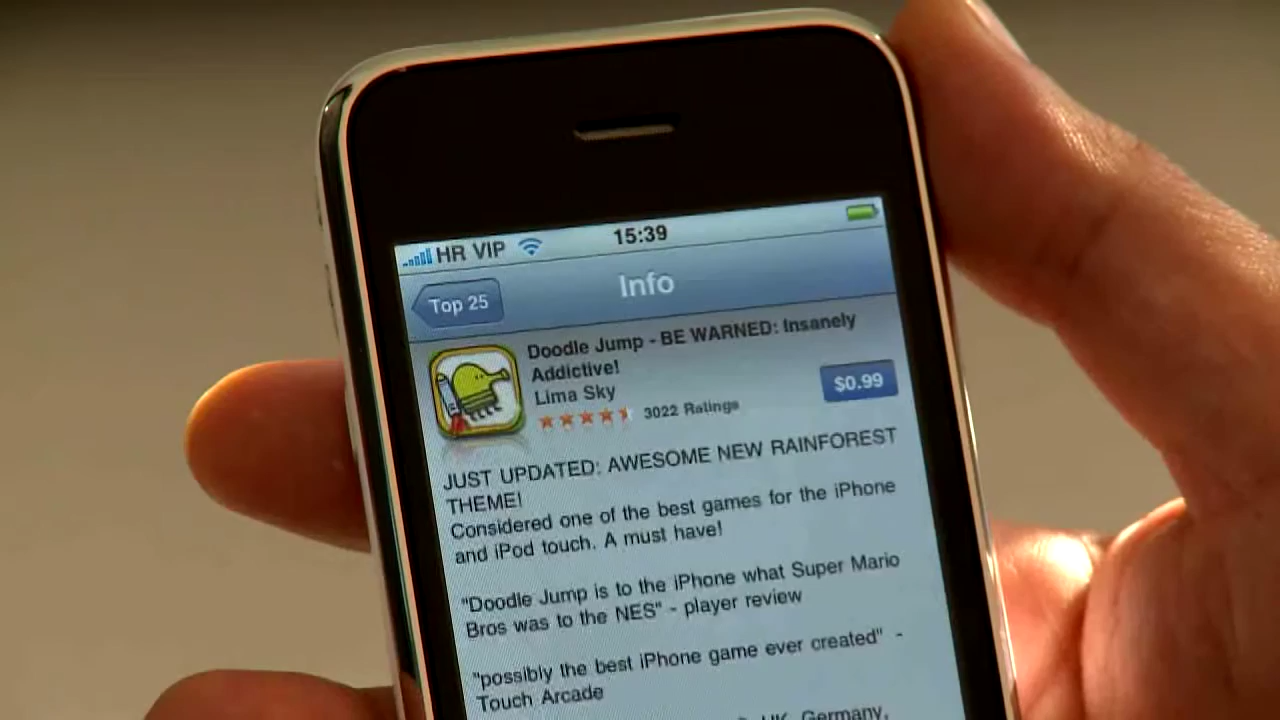 HR VIP 15:39
Top 25 Info
Doodle Jump - BE WARNED: Insanely
Addictive!
Lima Sky
$0.99
3022 Ratings
JUST UPDATED: AWESOME NEW RAINFOREST
THEME!
Considered one of the best games for the iPhone
and iPod touch. A must have!
"Doodle Jump is to the iPhone what Super Mario
Bros was to the NES" - player review
"possibly the best iPhone game ever created" -
Touch Arcade
UK, Germany,